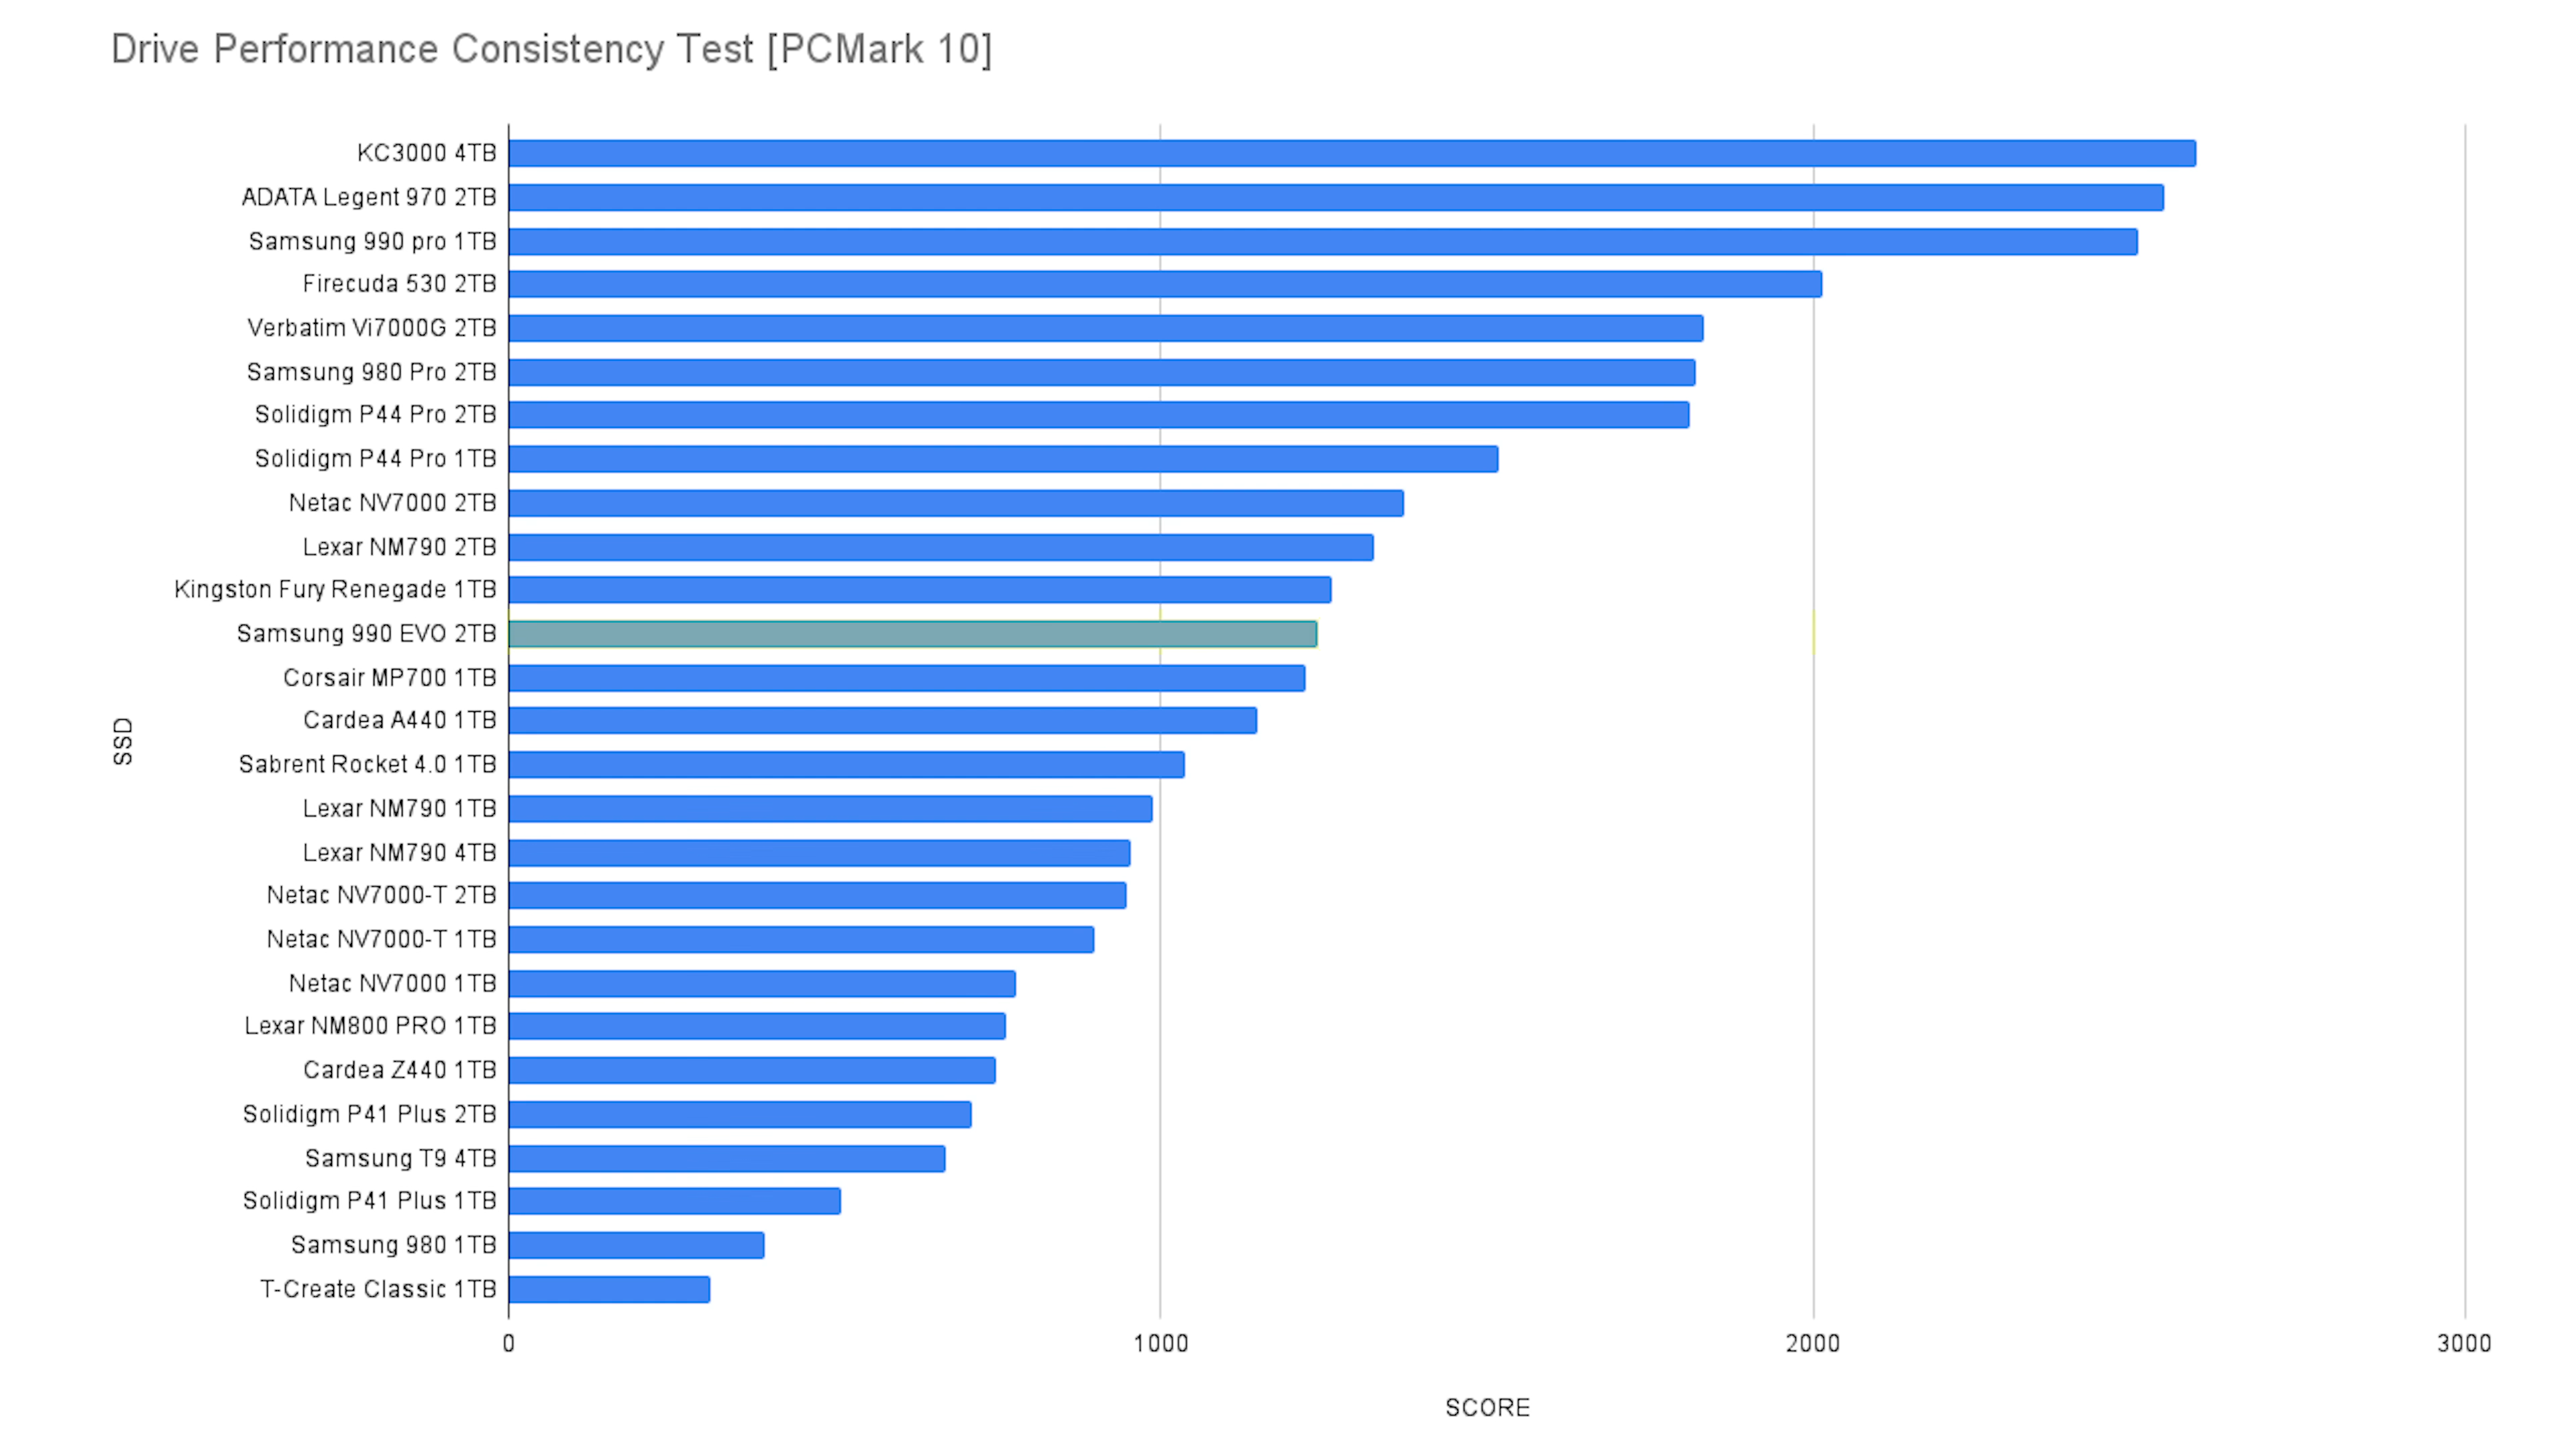 Drive Performance Consistency Test [PCMark 10]
KC3000 4TB
ADATA Legent 970 2TB
Samsung 990 pro 1TB
Firecuda 530 2TB
Verbatim Vi7000G 2TB
Samsung 980 Pro 2TB
Solidigm P44 Pro 2TB
Solidigm P44 Pro 1TB
Netac NV7000 2TB
Lexar NM790 2TB
Kingston Fury Renegade 1TB
Samsung 990 EVO 2TB
Corsair MP700 1TB
Cardea A440 1TB
Sabrent Rocket 4.0 1TB
Lexar NM790 1TB
Lexar NM790 4TB
Netac NV7000-T 2TB
Netac NV7000-T 1TB
Netac NV7000 1TB
Lexar NM800 PRO 1TB
Cardea Z440 1TB
Solidigm P41 Plus 2TB
Samsung T9 4TB
Solidigm P41 Plus 1TB
Samsung 980 1TB
T-Create Classic 1TB
SSD
0 1000 2000 3000
SCORE